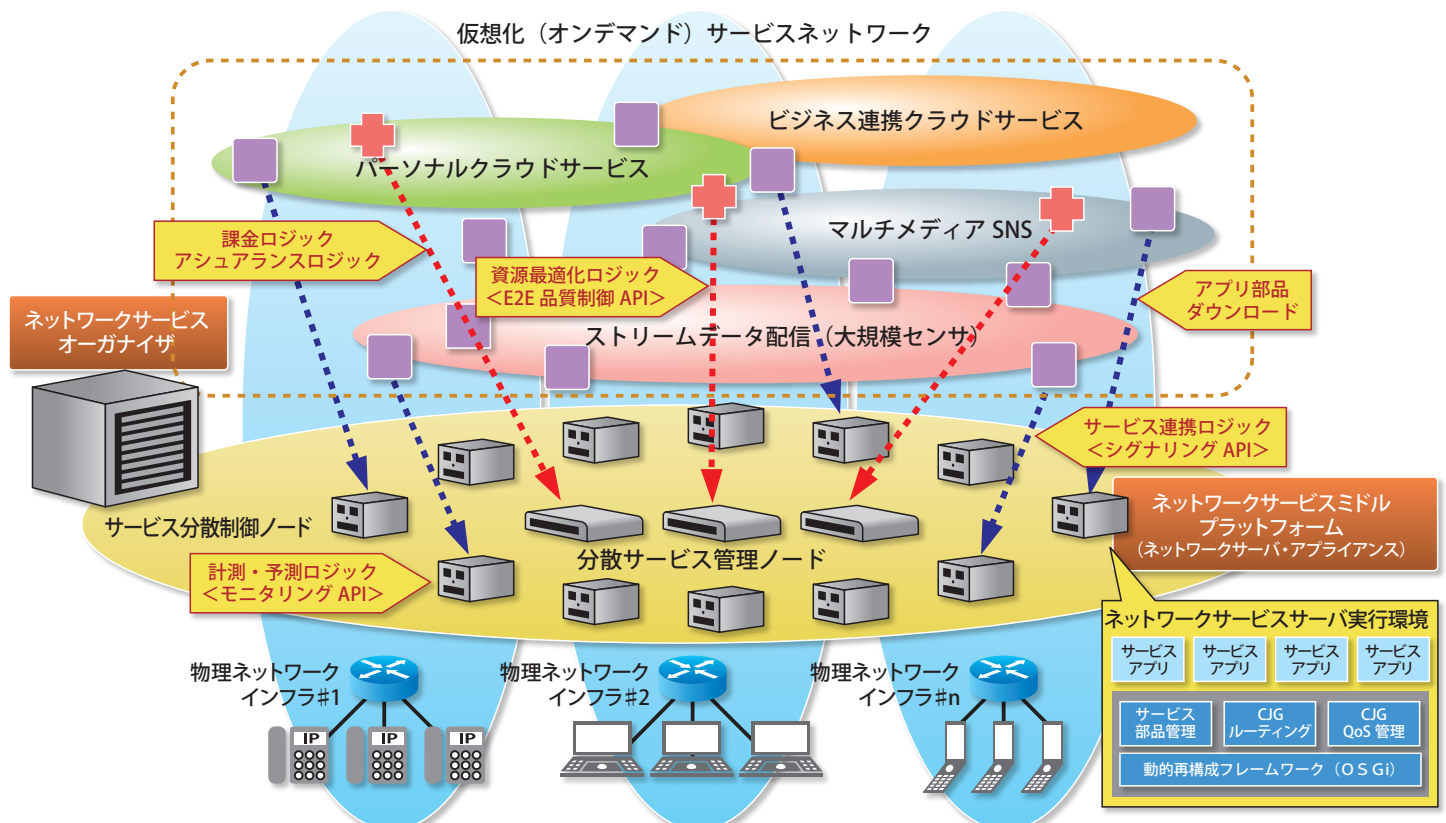 仮想化（オンデマンド）サービスネットワーク
ビジネス連携クラウドサービス
パーソナルクラウドサービス
マルチメディア SNS
課金ロジック
アシュアランスロジック
資源最適化ロジック
＜E2E 品質制御 API＞
アプリ部品
ダウンロード
ネットワークサービス
オーガナイザ
ストリームデータ配信（大規模センサ）
サービス連携ロジック
＜シグナリング API＞
サービス分散制御ノード
ネットワークサービスミドル
プラットフォーム
（ネットワークサーバ・アプライアンス）
分散サービス管理ノード
計測・予測ロジック
＜モニタリング API＞
ネットワークサービスサーバ実行環境
サービス
アプリ
サービス
アプリ
サービス
アプリ
サービス
アプリ
サービス
部品管理
CJG
ルーティング
CJG
QoS 管理
動的再構成フレームワーク（ＯＳGi）
物理ネットワーク
インフラ♯1
物理ネットワーク
インフラ♯2
物理ネットワーク
インフラ♯n
IP
IP
IP